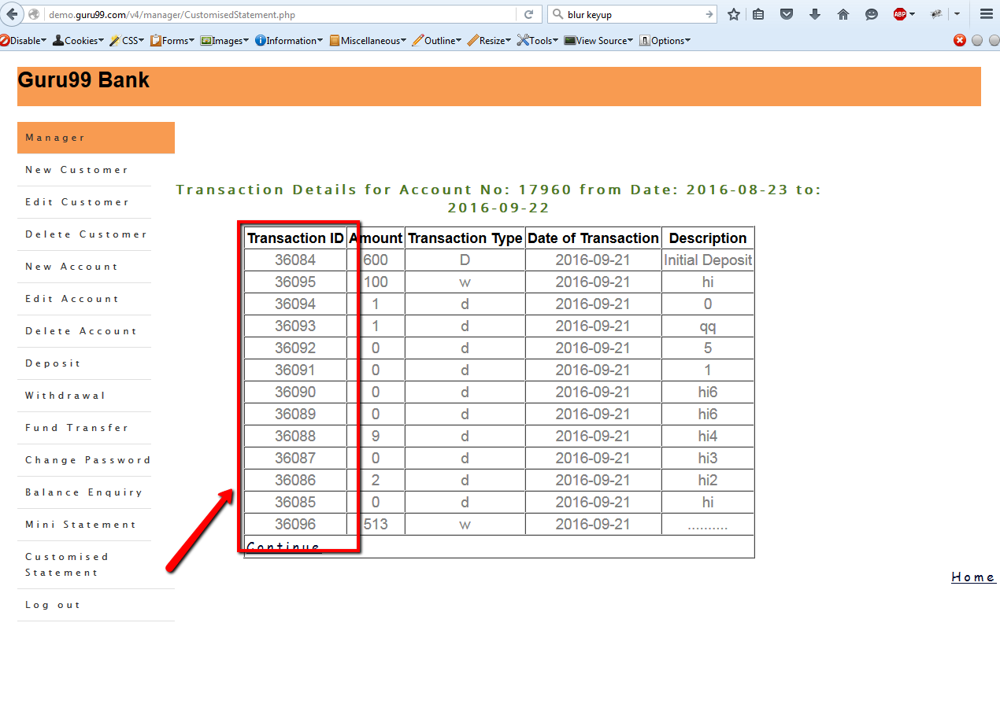 demo.guru99.com/v4/manager/CustomisedStatement.php
blur keyup
ABP
Disable Cookies CSS Forms Images Information Miscellaneous Outline Resize Tools View Source Options
Guru99 Bank
Manager
New Customer
Edit Customer
Delete Customer
New Account
Edit Account
Delete Account
Deposit
Withdrawal
Fund Transfer
Change Password
Balance Enquiry
Mini Statement
Customised
Statement
Log out
Transaction Details for Account No: 17960 from Date: 2016-08-23 to:
2016-09-22
Transaction ID Amount Transaction Type Date of Transaction Description
36084 600 D 2016-09-21 Initial Deposit
36095 100 w 2016-09-21 hi
36094 1 d 2016-09-21 0
36093 1 d 2016-09-21 qq
36092 0 d 2016-09-21 5
36091 0 d 2016-09-21 1
36090 0 d 2016-09-21 hi6
36089 0 d 2016-09-21 hi6
36088 9 d 2016-09-21 hi4
36087 0 d 2016-09-21 hi3
36086 2 d 2016-09-21 hi2
36085 0 d 2016-09-21 hi
36096 513 w 2016-09-21 ..........
Continue
Home